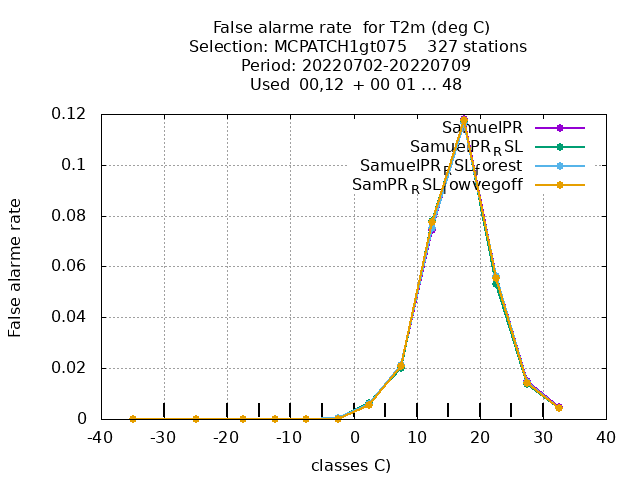 False alarme rate  for T2m (deg C)
Selection: MCPATCH1gt075    327 stations
Period: 20220702-20220709
Used  00,12  + 00 01 ... 48
False alarme rate
0.12
0.1
0.08
0.06
0.04
0.02
0
SamuelPR
SamuelPR_RSL
SamuelPR_RSL_forest
SamPR_RSL_lowvegoff
-40 -30 -20 -10 0 10 20 30 40
classes C)